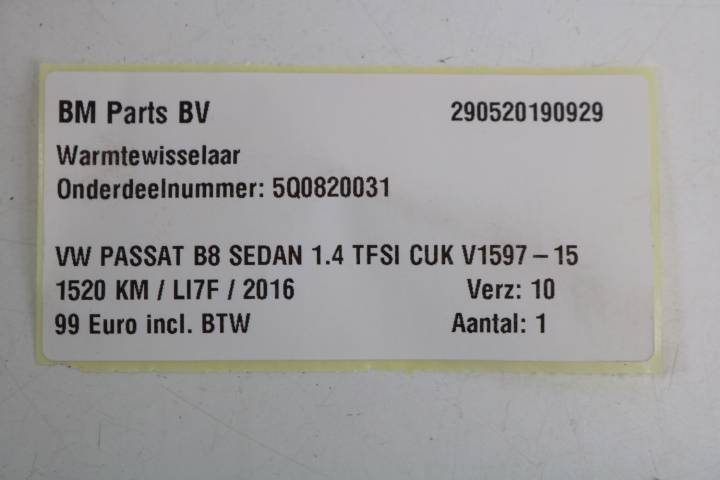 BM Parts BV 290520190929
Warmtewisselaar
Onderdeelnummer: 5Q0820031
VW PASSAT B8 SEDAN 1.4 TFSI CUK V1597 – 15
1520 KM / LI7F / 2016 Verz: 10
99 Euro incl. BTW Aantal: 1